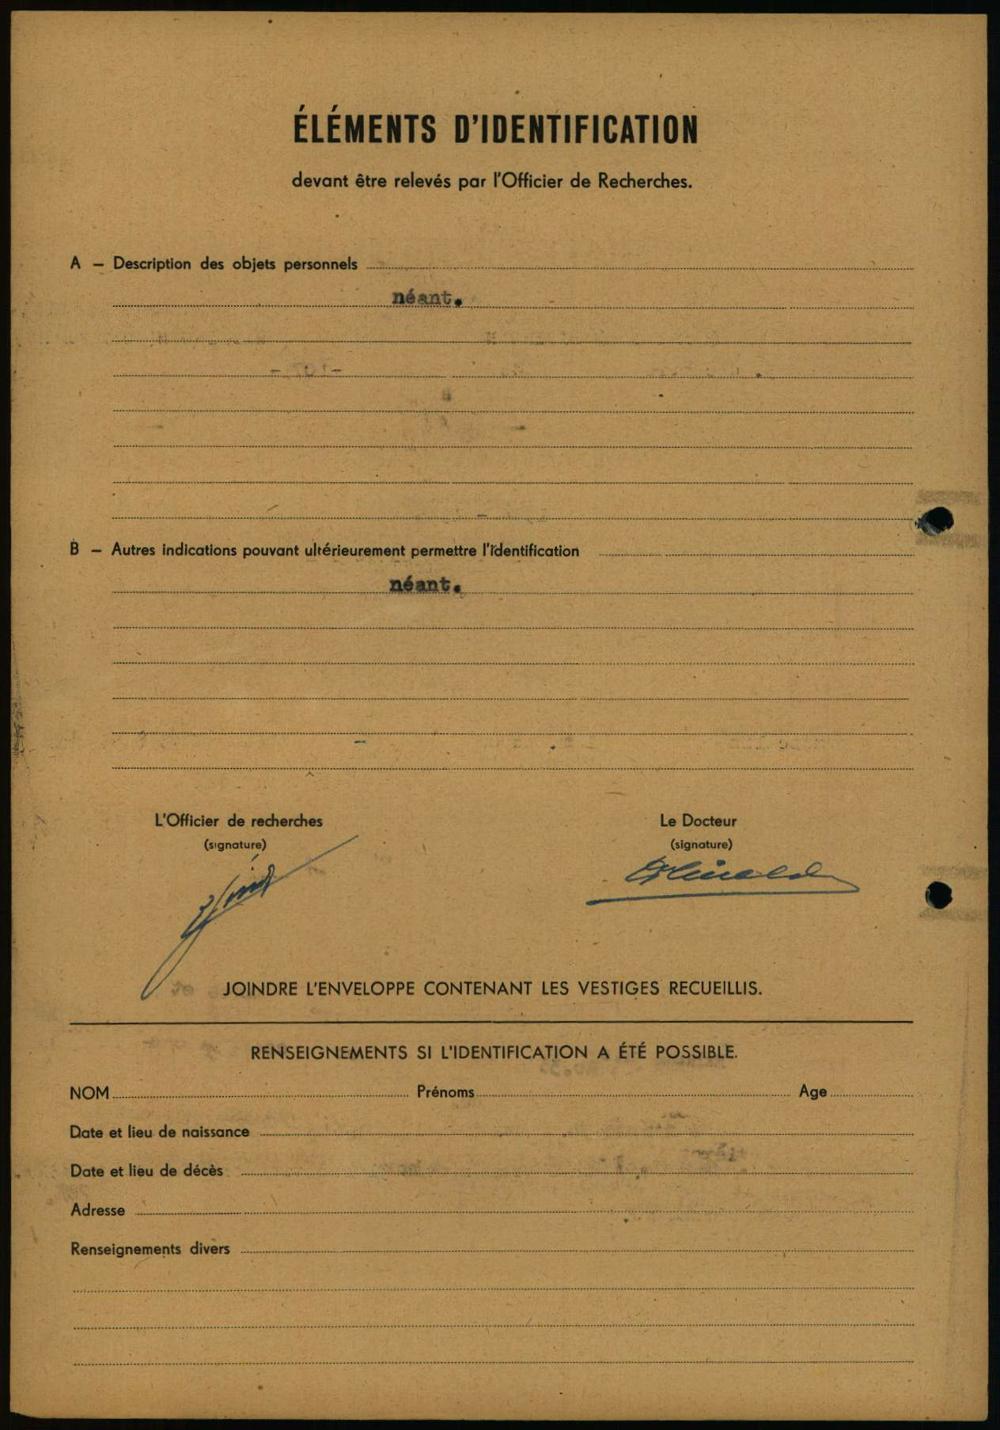 ÉLÉMENTS D'IDENTIFICATION
devant être relevés par l'Officier de Recherches.
A – Description des objets personnels
néant.
B – Autres indications pouvant ultérieurement permettre l'identification
néant.
L'Officier de recherches Le Docteur
(signature) (signature)
JOINDRE L'ENVELOPPE CONTENANT LES VESTIGES RECUEILLIS.
RENSEIGNEMENTS SI L'IDENTIFICATION A ÉTÉ POSSIBLE.
NOM Prénoms Age
Date et lieu de naissance
Date et lieu de décès
Adresse
Renseignements divers